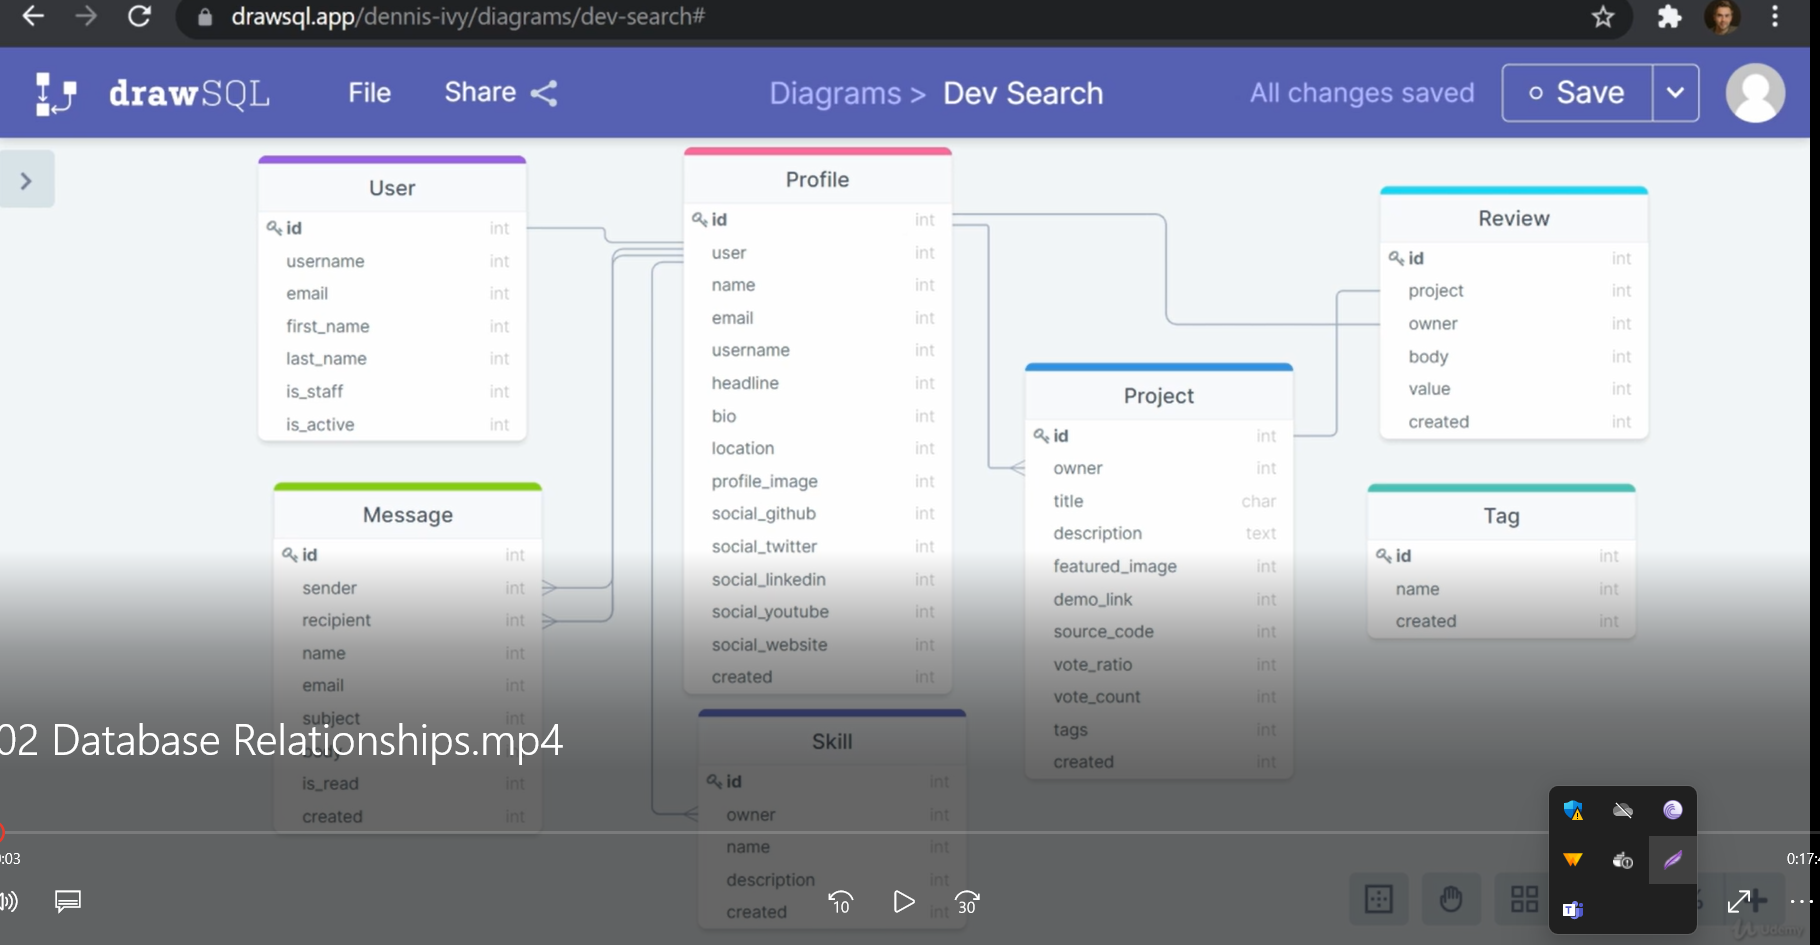 drawsql.app/dennis-ivy/diagrams/dev-search#
drawSQL
File
Share
Diagrams > Dev Search
All changes saved
Save
User
id int
username int
email int
first_name int
last_name int
is_staff int
is_active int
Message
id int
sender int
recipient int
name int
email int
subject int
body int
is_read int
created int
Profile
id int
user int
name int
email int
username int
headline int
bio int
location int
profile_image int
social_github int
social_twitter int
social_linkedin int
social_youtube int
social_website int
created int
Skill
id int
owner int
name int
description int
created int
Project
id int
owner int
title char
description text
featured_image int
demo_link int
source_code int
vote_ratio int
vote_count int
tags int
created int
Review
id int
project int
owner int
body int
value int
created int
Tag
id int
name int
created int
02 Database Relationships.mp4
:03
0:17:
10
30
Udemy